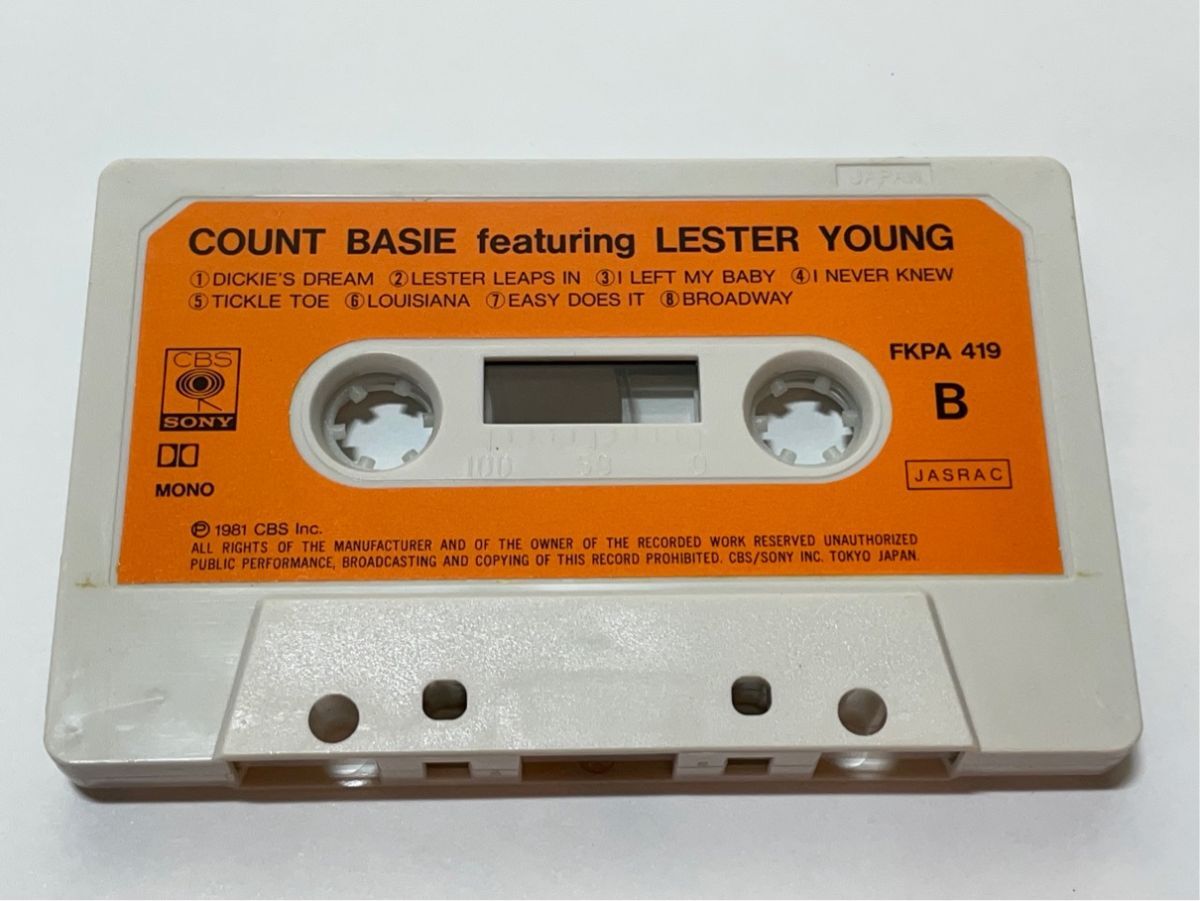 JAPAN
COUNT BASIE featuring LESTER YOUNG
①DICKIE'S DREAM ②LESTER LEAPS IN ③I LEFT MY BABY ④I NEVER KNEW
⑤TICKLE TOE ⑥LOUISIANA ⑦EASY DOES IT ⑧BROADWAY
CBS
SONY
MONO
FKPA 419
B
JASRAC
100 50 0
Ⓟ 1981 CBS Inc.
ALL RIGHTS OF THE MANUFACTURER AND OF THE OWNER OF THE RECORDED WORK RESERVED UNAUTHORIZED
PUBLIC PERFORMANCE, BROADCASTING AND COPYING OF THIS RECORD PROHIBITED. CBS/SONY INC. TOKYO JAPAN.